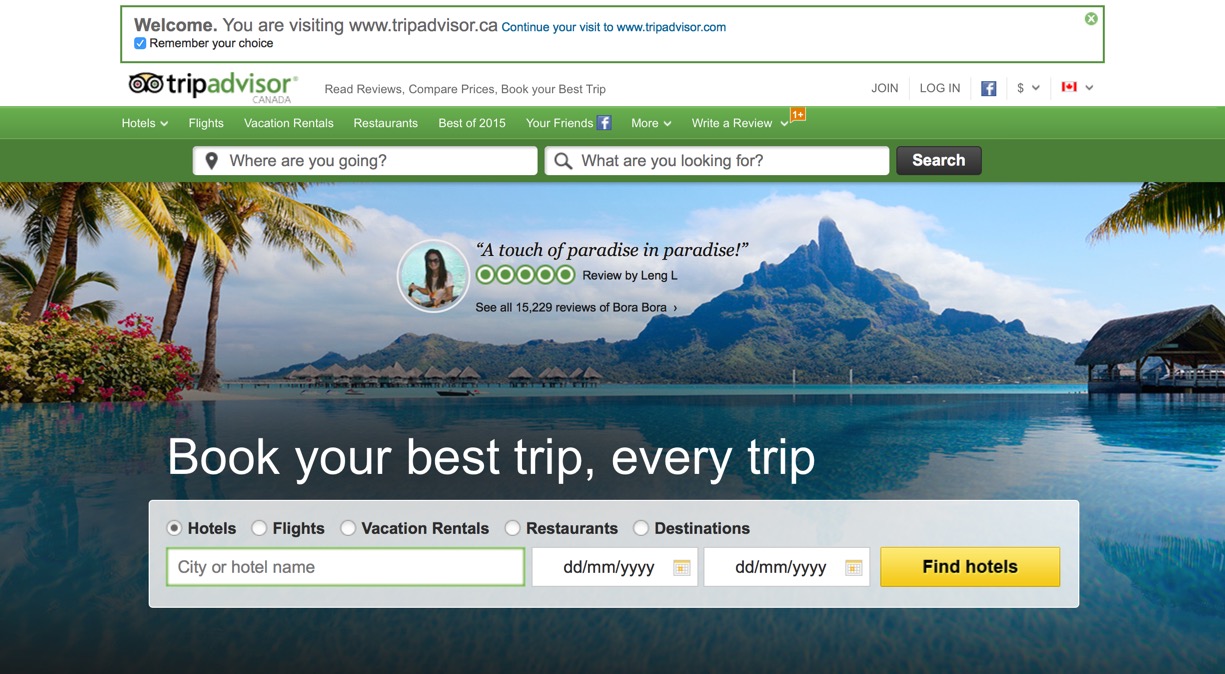 Welcome. You are visiting www.tripadvisor.ca Continue your visit to www.tripadvisor.com
Remember your choice
tripadvisor®
CANADA
Read Reviews, Compare Prices, Book your Best Trip
JOIN LOG IN f $
Hotels Flights Vacation Rentals Restaurants Best of 2015 Your Friends f More Write a Review 1+
Where are you going? What are you looking for? Search
“A touch of paradise in paradise!”
Review by Leng L
See all 15,229 reviews of Bora Bora ›
Book your best trip, every trip
Hotels Flights Vacation Rentals Restaurants Destinations
City or hotel name dd/mm/yyyy dd/mm/yyyy Find hotels